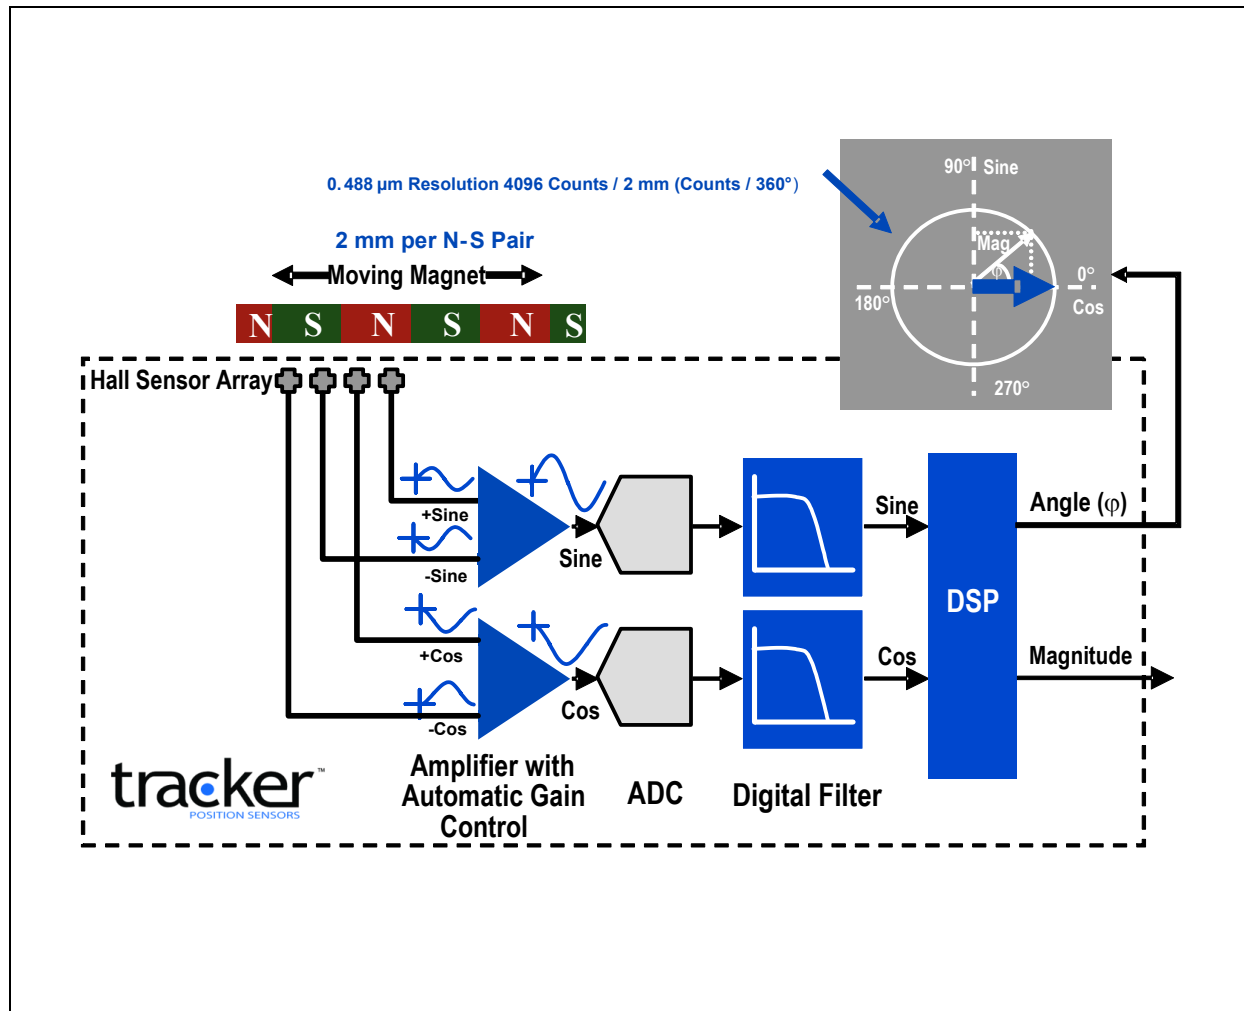 0.488 µm Resolution 4096 Counts / 2 mm (Counts / 360°)
2 mm per N-S Pair
Moving Magnet
N S N S N S
90° Sine
Mag
φ
0°
180°
Cos
270°
Hall Sensor Array
+Sine
-Sine
Sine
Sine
Angle (φ)
DSP
+Cos
-Cos
Cos
Cos
Magnitude
Amplifier with
Automatic Gain
Control
ADC
Digital Filter
tracker™
POSITION SENSORS